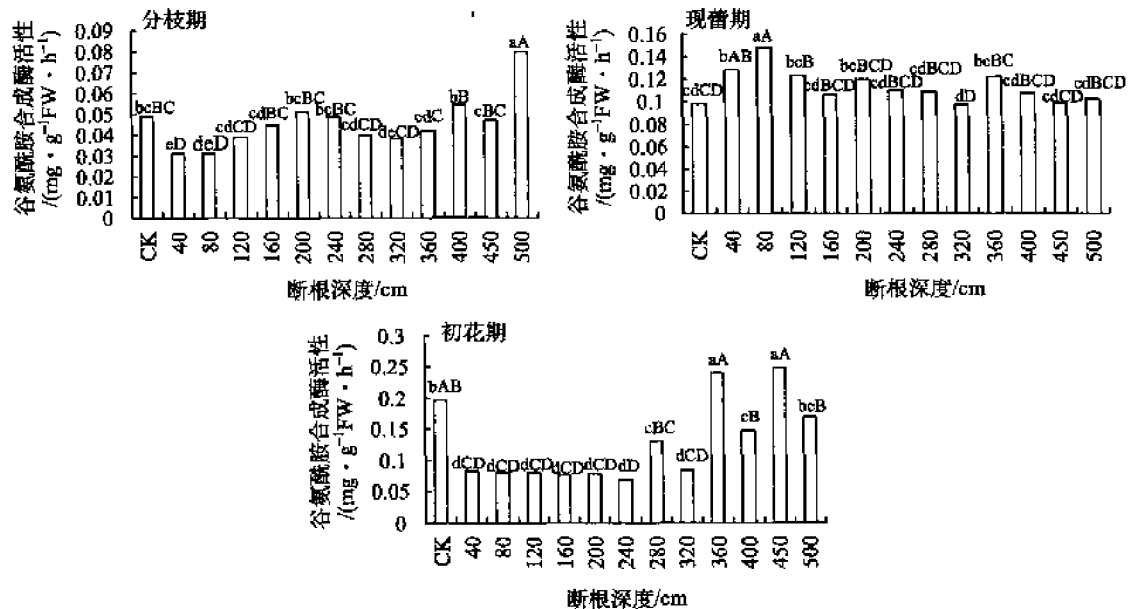 分枝期
谷氨酰胺合成酶活性
/(mg·g⁻¹FW·h⁻¹)
0.09
0.08
0.07
0.06
0.05
0.04
0.03
0.02
0.01
0
bcBC
eD
deD
cdCD
cdBC
bcBC
bcBC
cdCD
deCD
cdC
bB
cBC
aA
CK
40
80
120
160
200
240
280
320
360
400
450
500
断根深度/cm
现蕾期
谷氨酰胺合成酶活性
/(mg·g⁻¹FW·h⁻¹)
0.16
0.14
0.12
0.1
0.08
0.06
0.04
0.02
0
cdCD
bAB
aA
bcB
cdBCD
bcBCD
cdBCD
cdBCD
dD
bcBC
cdBCD
cdCD
cdBCD
CK
40
80
120
160
200
240
280
320
360
400
450
500
断根深度/cm
初花期
谷氨酰胺合成酶活性
/(mg·g⁻¹FW·h⁻¹)
0.3
0.25
0.2
0.15
0.1
0.05
0
bAB
dCD
dCD
dCD
dCD
dCD
dD
cBC
dCD
aA
cB
aA
bcB
CK
40
80
120
160
200
240
280
320
360
400
450
500
断根深度/cm